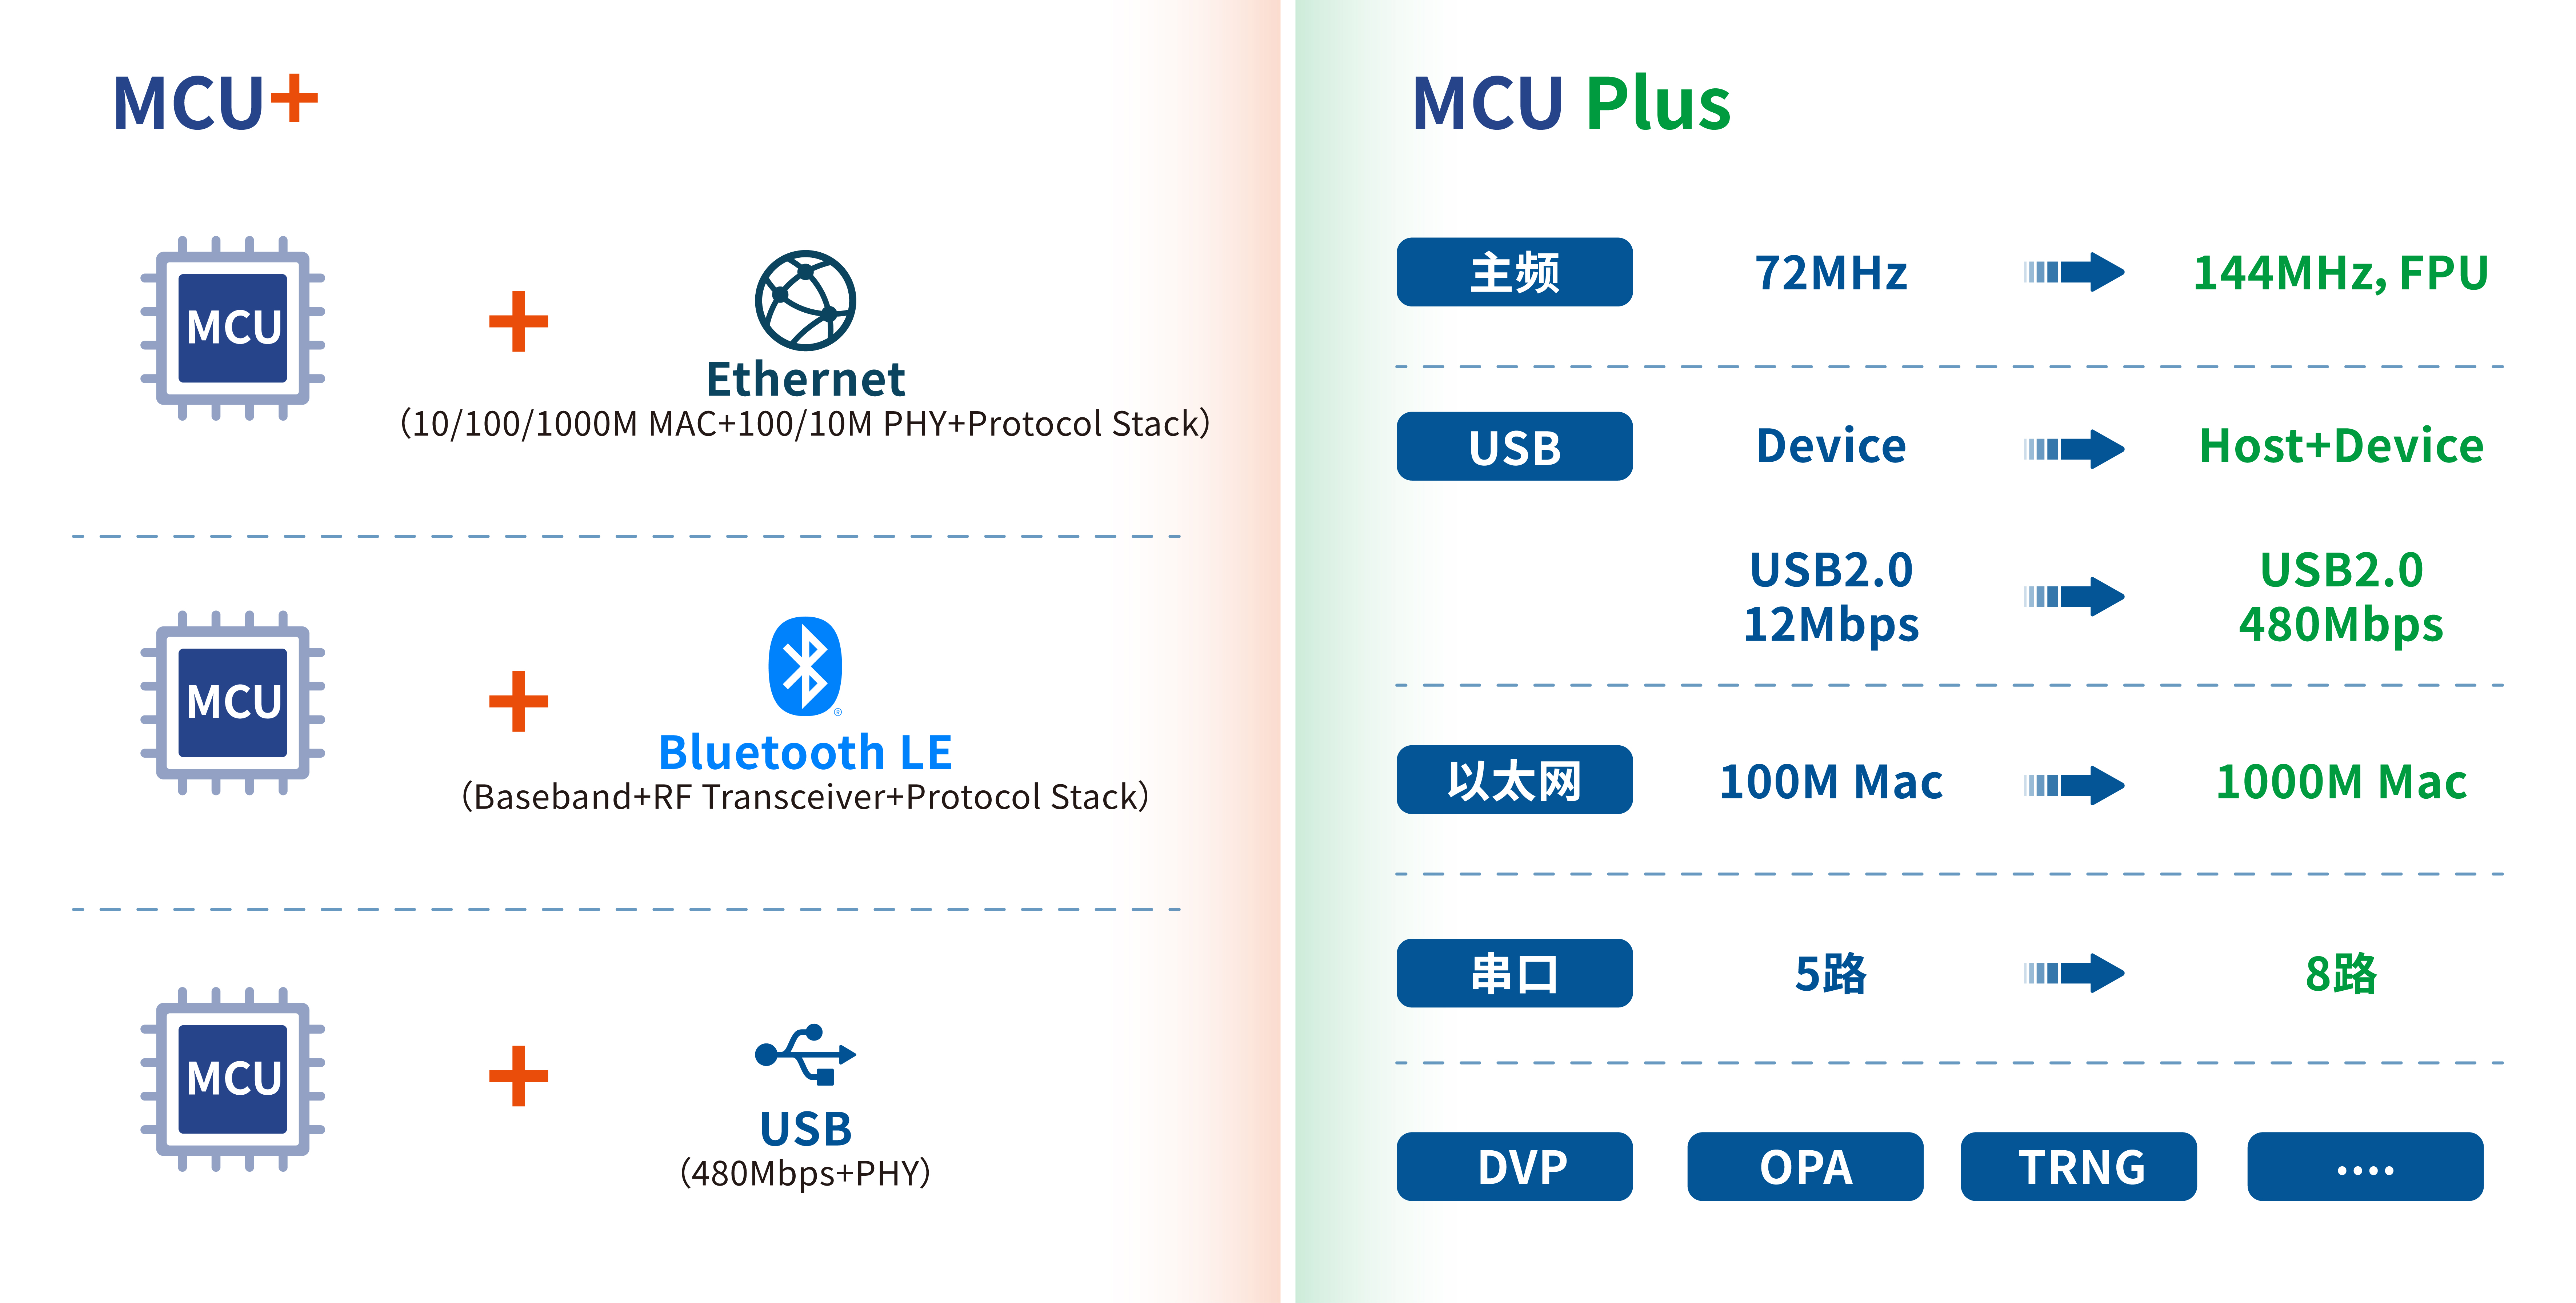 MCU+
MCU
+
Ethernet
（10/100/1000M MAC+100/10M PHY+Protocol Stack）
MCU
+
®
Bluetooth LE
（Baseband+RF Transceiver+Protocol Stack）
MCU
+
USB
（480Mbps+PHY）
MCU Plus
主频 72MHz 144MHz, FPU
USB Device Host+Device
USB2.0 USB2.0
12Mbps 480Mbps
以太网 100M Mac 1000M Mac
串口 5路 8路
DVP OPA TRNG ····